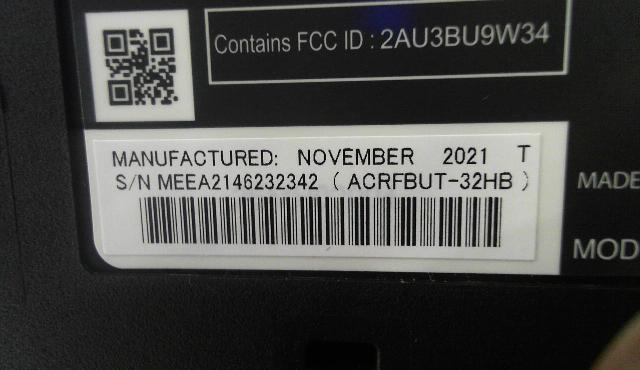 Contains FCC ID : 2AU3BU9W34
MANUFACTURED: NOVEMBER 2021 T
S/N MEEA2146232342 ( ACRFBUT-32HB )
MADE
MOD